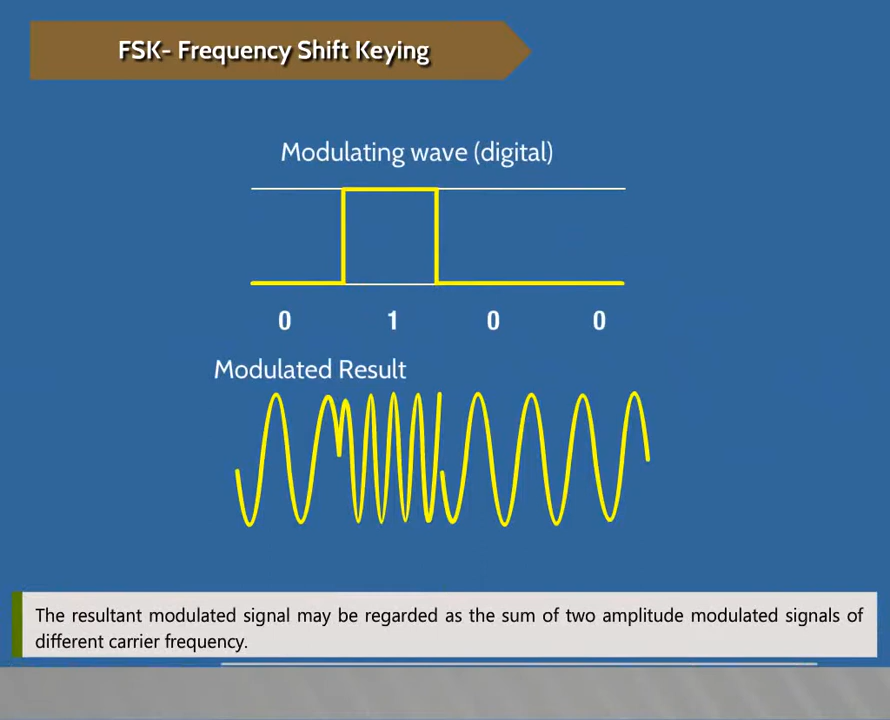 FSK- Frequency Shift Keying
Modulating wave (digital)
0 1 0 0
Modulated Result
The resultant modulated signal may be regarded as the sum of two amplitude modulated signals of
different carrier frequency.